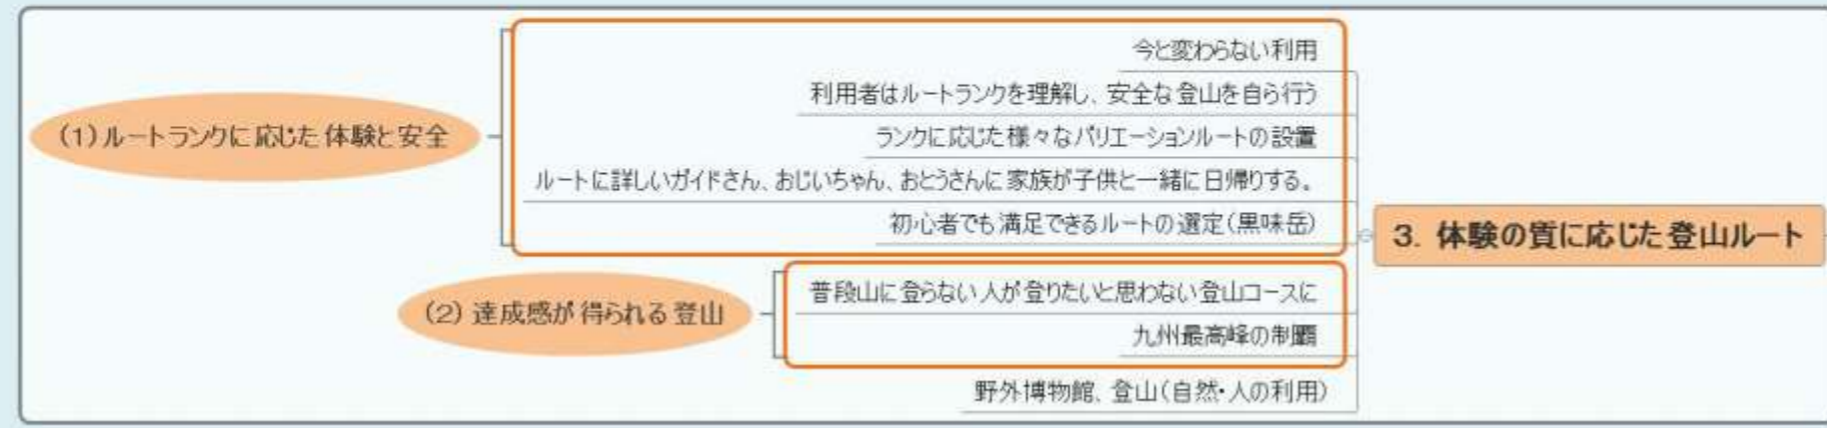 今と変わらない利用
利用者はルートランクを理解し、安全な登山を自ら行う
(1)ルートランクに応じた体験と安全
ランクに応じた様々なバリエーションルートの設置
ルートに詳しいガイドさん、おじいちゃん、おとうさんに家族が子供と一緒に日帰りする。
初心者でも満足できるルートの選定(黒味岳)
3. 体験の質に応じた登山ルート
普段山に登らない人が登りたいと思わない登山コースに
(2)達成感が得られる登山
九州最高峰の制覇
野外博物館、登山(自然・人の利用)